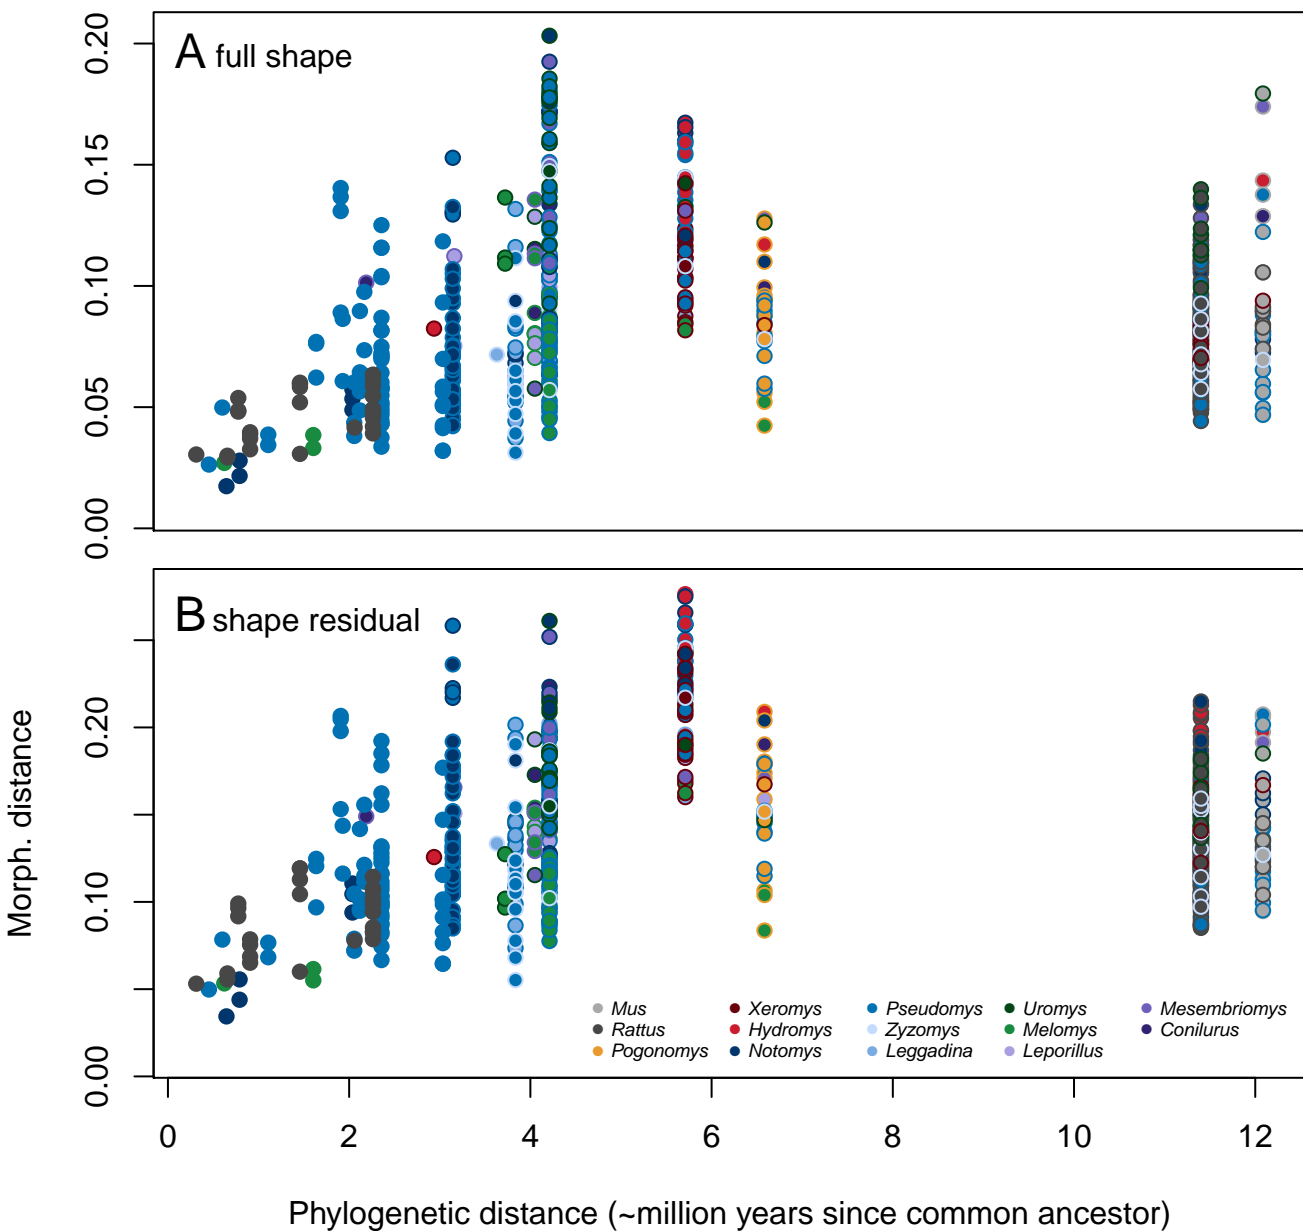 A full shape
0.20
0.15
0.10
0.05
0.00
B shape residual
0.20
0.10
0.00
Morph. distance
Mus Xeromys Pseudomys Uromys Mesembriomys
Rattus Hydromys Zyzomys Melomys Conilurus
Pogonomys Notomys Leggadina Leporillus
0 2 4 6 8 10 12
Phylogenetic distance (~million years since common ancestor)